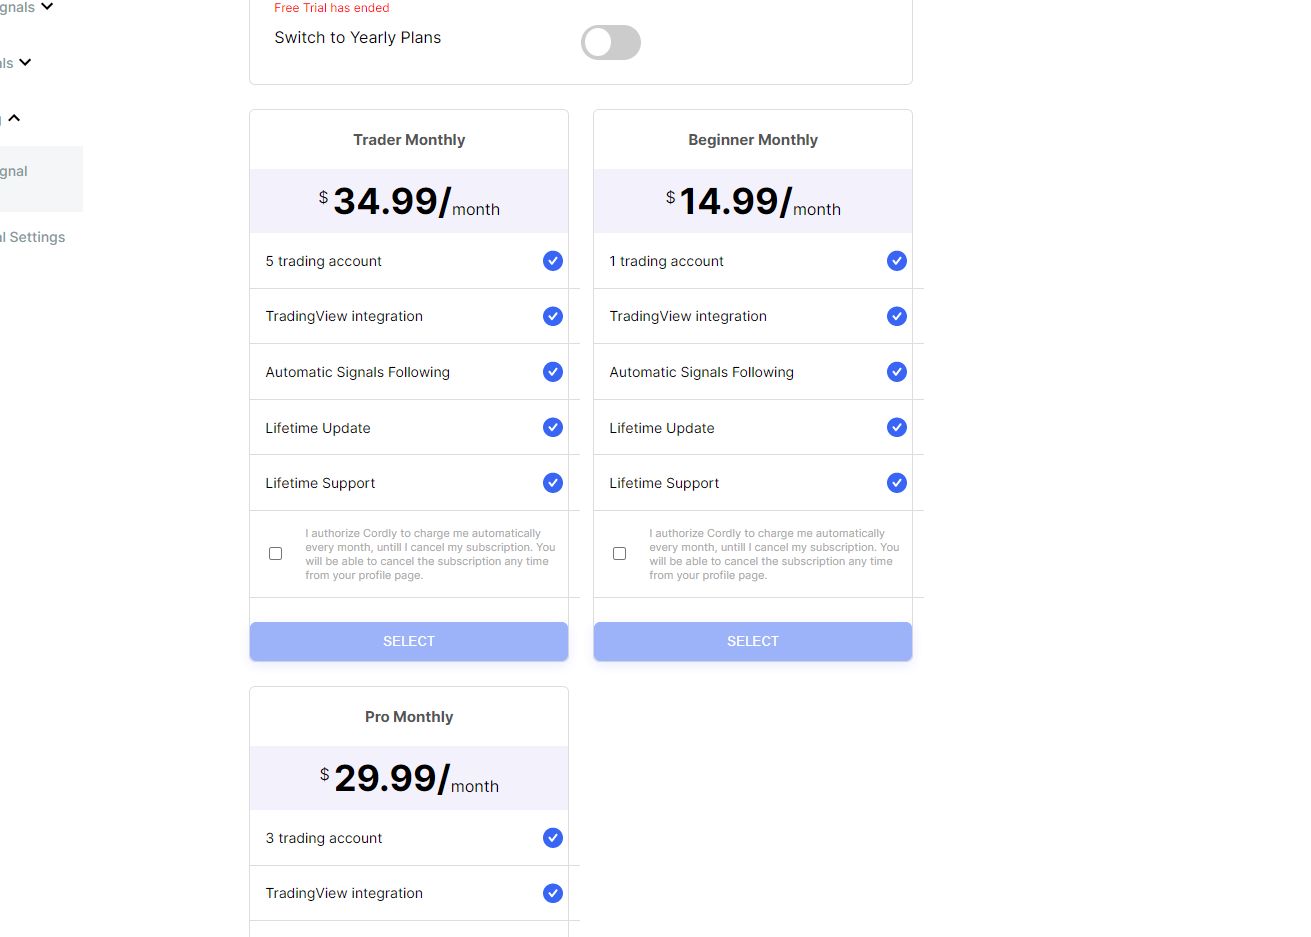 gnals
Free Trial has ended
Switch to Yearly Plans
als
gnal
al Settings
Trader Monthly
$ 34.99/month
5 trading account
TradingView integration
Automatic Signals Following
Lifetime Update
Lifetime Support
I authorize Cordly to charge me automatically
every month, untill I cancel my subscription. You
will be able to cancel the subscription any time
from your profile page.
SELECT
Beginner Monthly
$ 14.99/month
1 trading account
TradingView integration
Automatic Signals Following
Lifetime Update
Lifetime Support
I authorize Cordly to charge me automatically
every month, untill I cancel my subscription. You
will be able to cancel the subscription any time
from your profile page.
SELECT
Pro Monthly
$ 29.99/month
3 trading account
TradingView integration